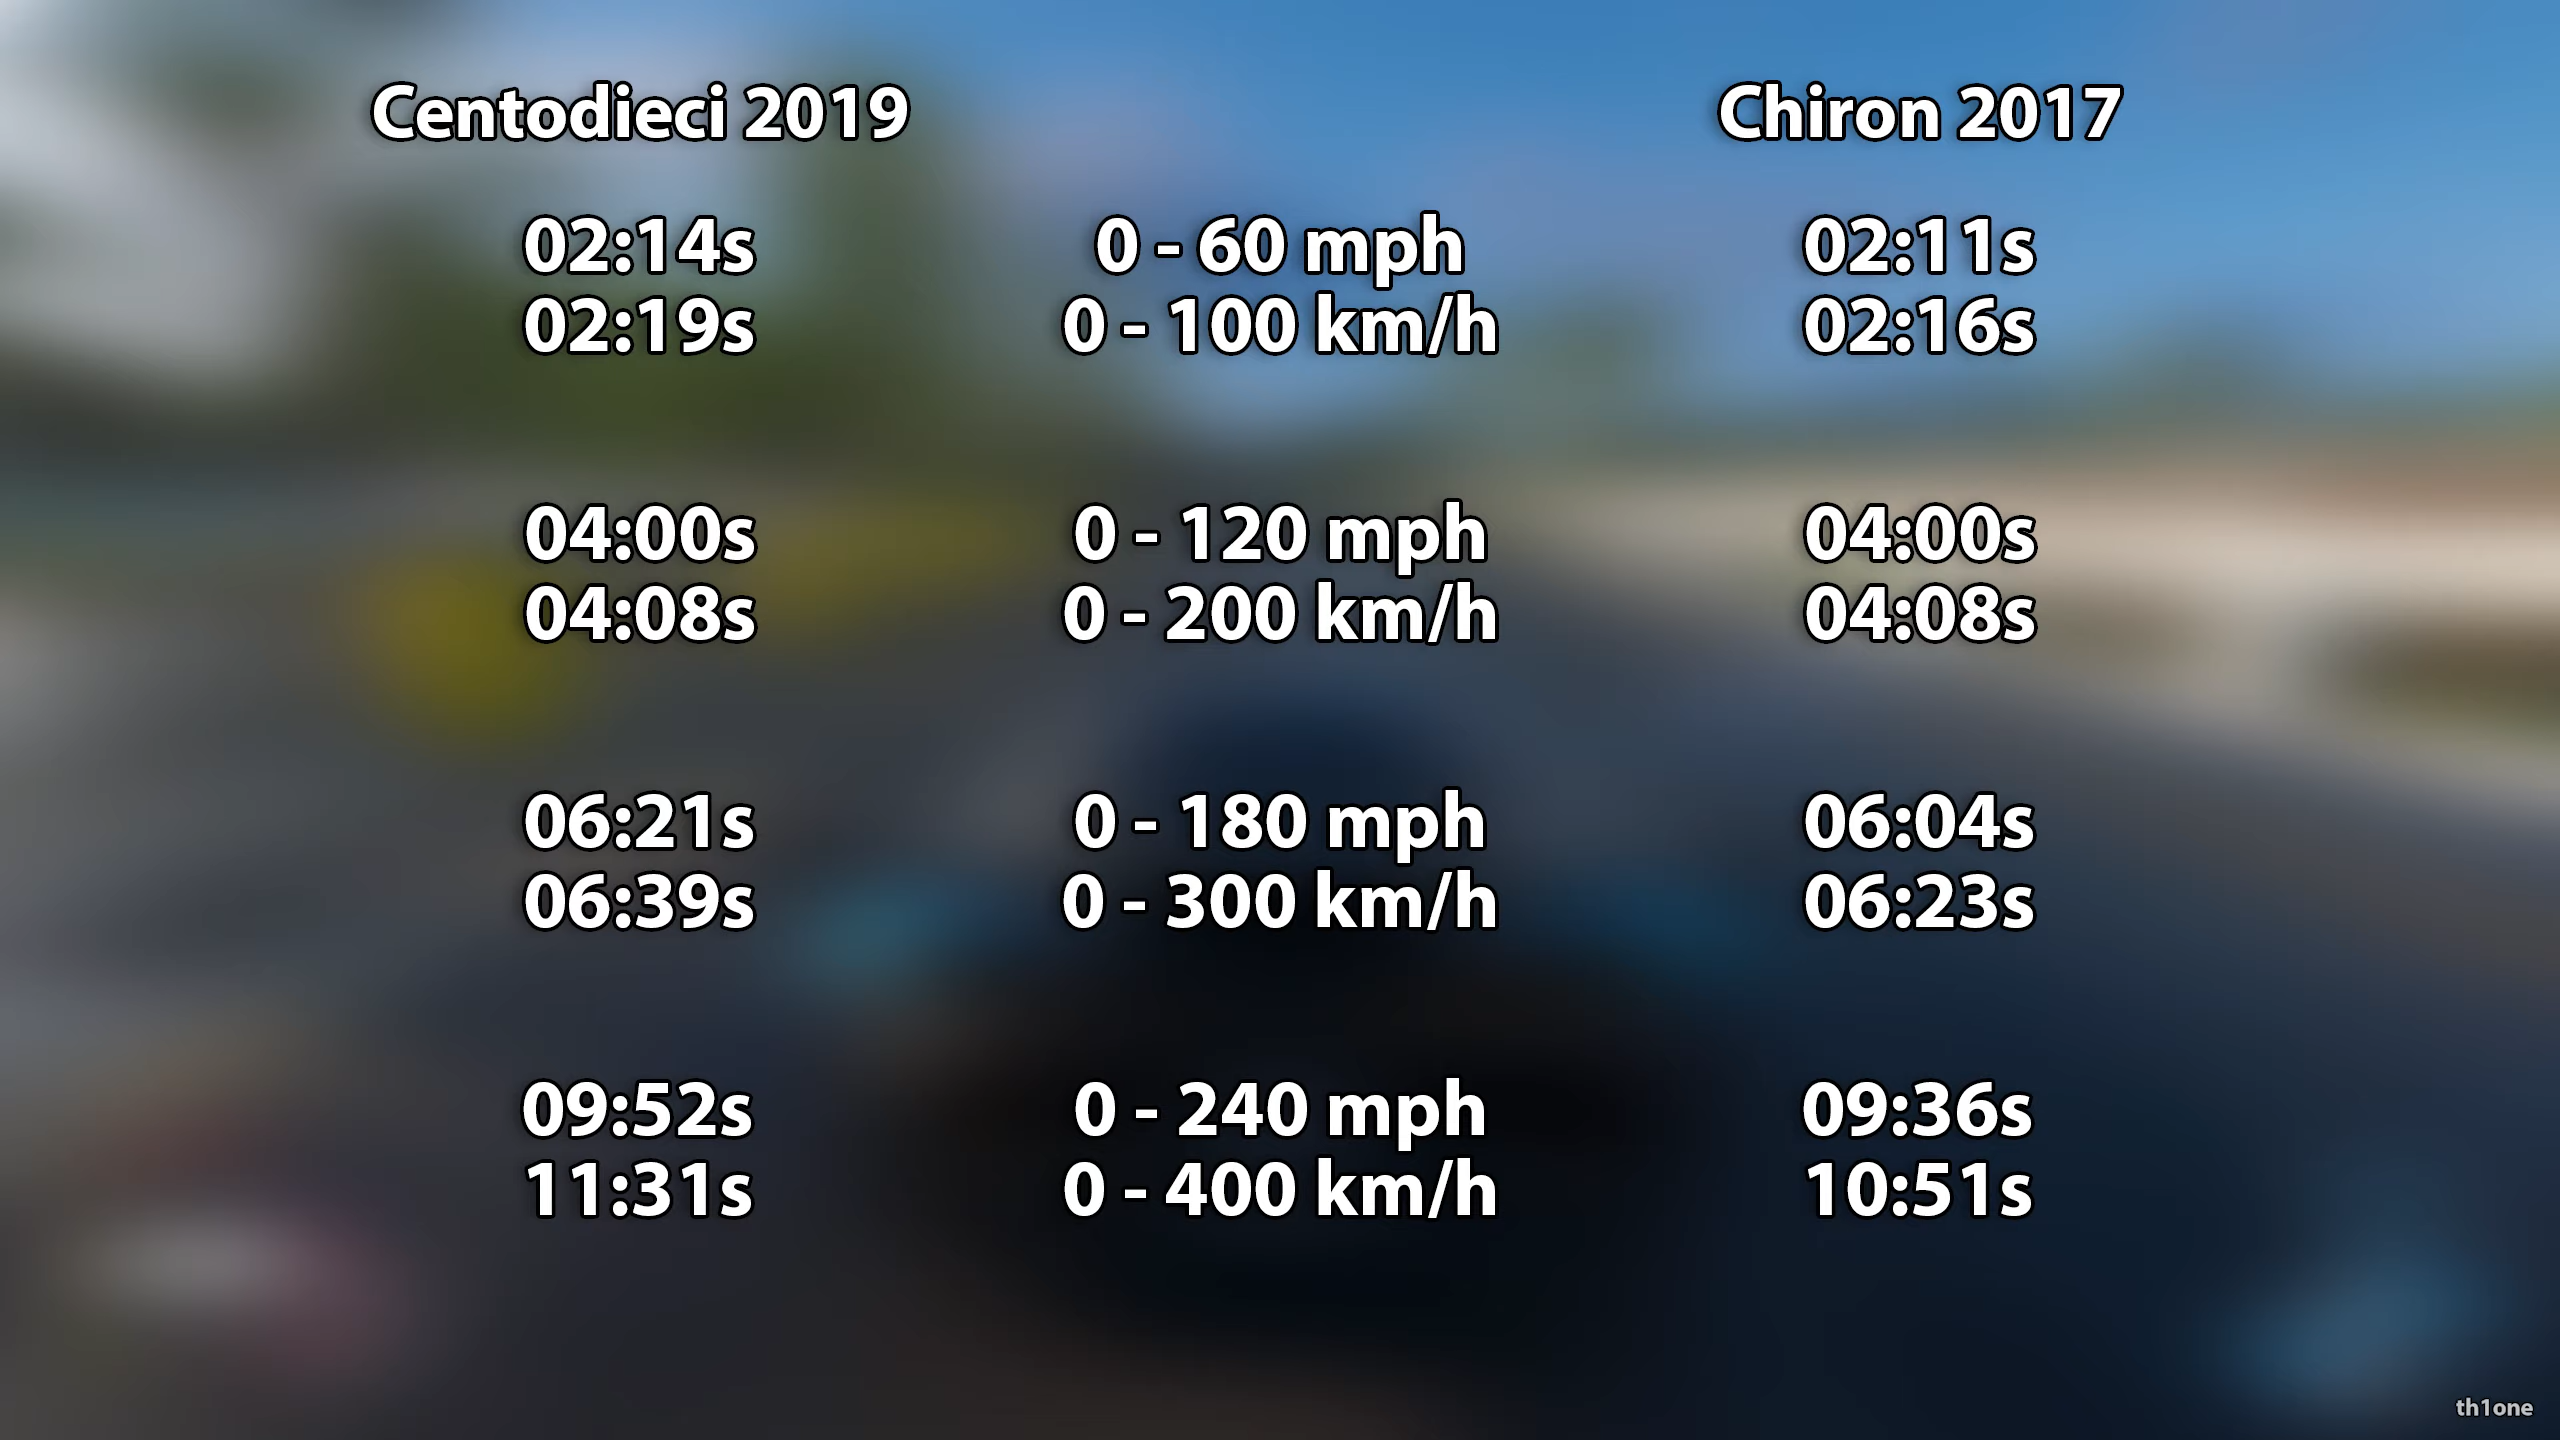 Centodieci 2019 Chiron 2017
02:14s 0 - 60 mph 02:11s
02:19s 0 - 100 km/h 02:16s
04:00s 0 - 120 mph 04:00s
04:08s 0 - 200 km/h 04:08s
06:21s 0 - 180 mph 06:04s
06:39s 0 - 300 km/h 06:23s
09:52s 0 - 240 mph 09:36s
11:31s 0 - 400 km/h 10:51s
th1one